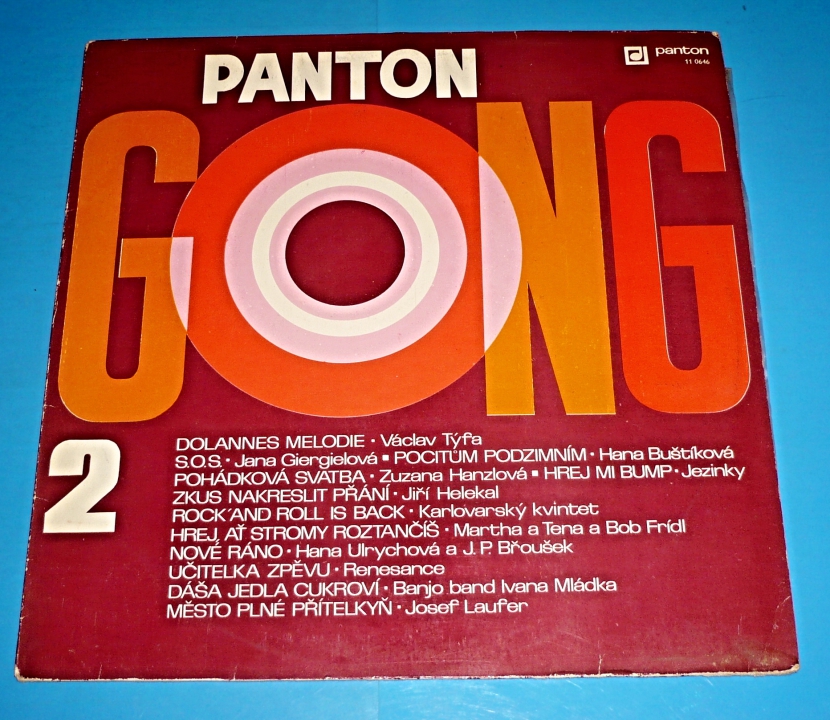 PANTON
panton
11 0646
GONG
2
DOLANNES MELODIE • Václav Týfa
S.O.S. • Jana Giergielová ▪ POCITŮM PODZIMNÍM • Hana Buštíková
POHÁDKOVÁ SVATBA • Zuzana Hanzlová ▪ HREJ MI BUMP • Jezinky
ZKUS NAKRESLIT PŘÁNÍ • Jiří Helekal
ROCK´AND ROLL IS BACK • Karlovarský kvintet
HREJ AŤ STROMY ROZTANČÍŠ • Martha a Tena a Bob Frídl
NOVÉ RÁNO • Hana Ulrychová a J. P. Břoušek
UČITELKA ZPĚVU • Renesance
DÁŠA JEDLA CUKROVÍ • Banjo band Ivana Mládka
MĚSTO PLNÉ PŘÍTELKYŇ • Josef Laufer